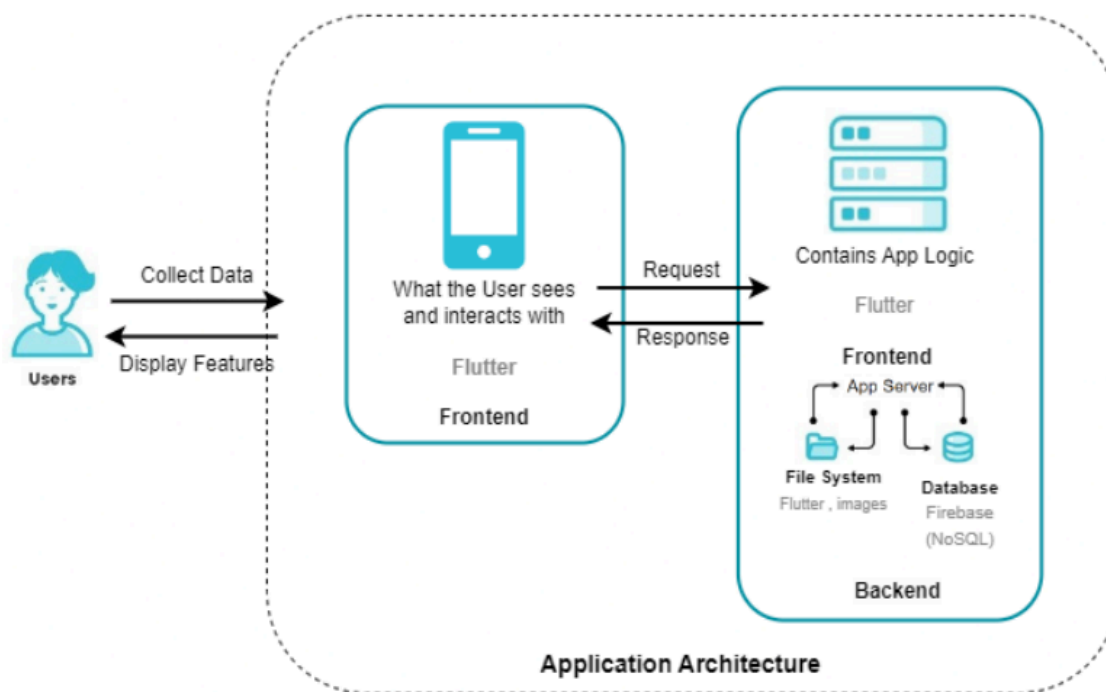 Users
Collect Data
Display Features
What the User sees
and interacts with
Flutter
Frontend
Request
Response
Contains App Logic
Flutter
Frontend
App Server
File System
Flutter , images
Database
Firebase
(NoSQL)
Backend
Application Architecture